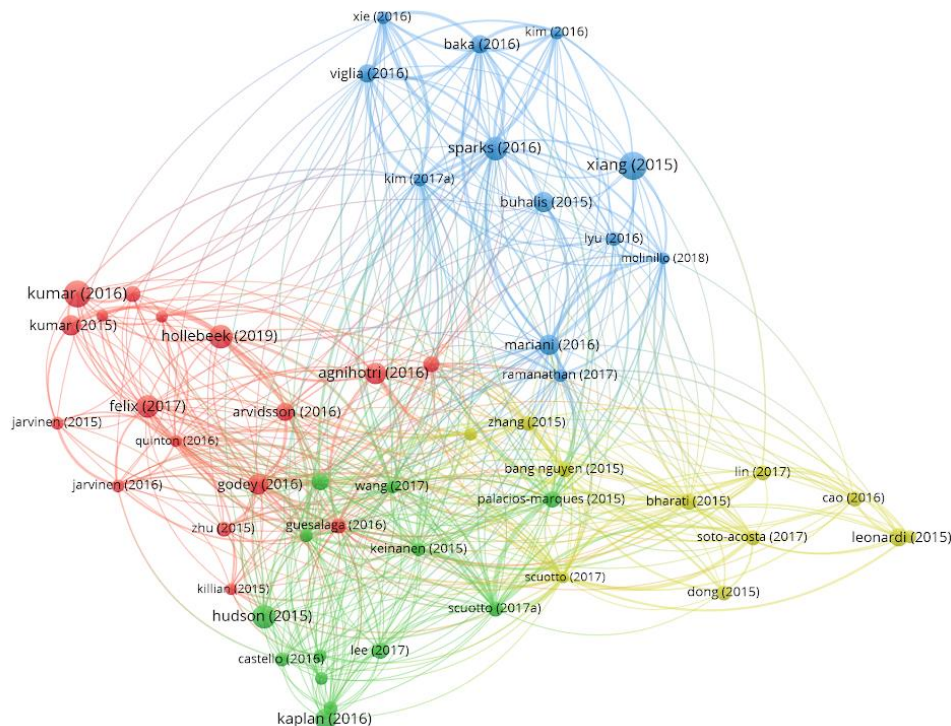 xie (2016)
kim (2016)
baka (2016)
viglia (2016)
sparks (2016)
xiang (2015)
kim (2017a)
buhalis (2015)
lyu (2016)
molinillo (2018)
kumar (2016)
kumar (2015)
hollebeek (2019)
mariani (2016)
agnihotri (2016)
ramanathan (2017)
felix (2017)
arvidsson (2016)
jarvinen (2015)
zhang (2015)
quinton (2016)
bang nguyen (2015)
lin (2017)
jarvinen (2016)
godey (2016)
wang (2017)
palacios-marques (2015)
bharati (2015)
cao (2016)
zhu (2015)
guesalaga (2016)
soto-acosta (2017)
leonardi (2015)
keinanen (2015)
scuotto (2017)
killian (2015)
dong (2015)
hudson (2015)
scuotto (2017a)
castello (2016)
lee (2017)
kaplan (2016)